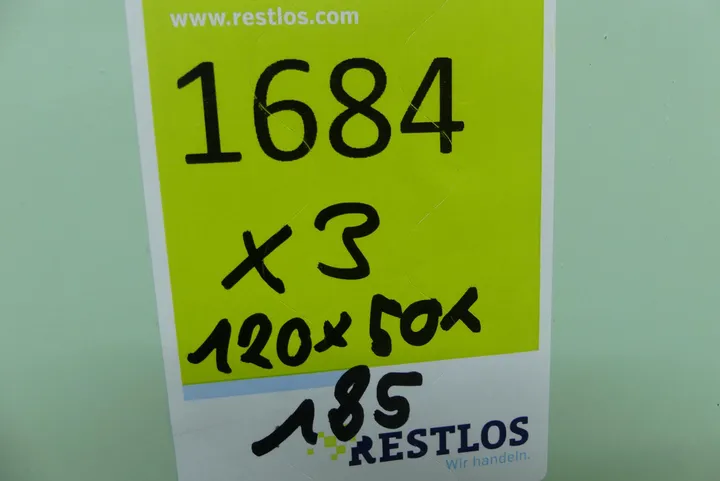 www.restlos.com
1684
x 3
120x50x
185
RESTLOS
Wir handeln.